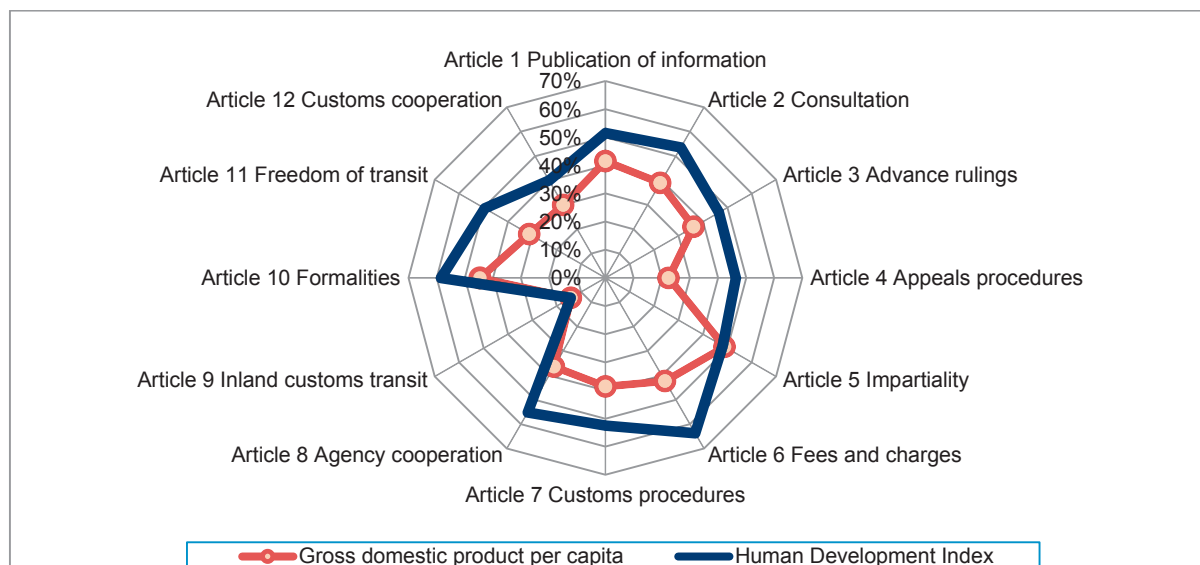 Article 1 Publication of information
70%
Article 12 Customs cooperation
Article 2 Consultation
60%
50%
Article 11 Freedom of transit
40%
Article 3 Advance rulings
30%
20%
10%
Article 10 Formalities
0%
Article 4 Appeals procedures
Article 9 Inland customs transit
Article 5 Impartiality
Article 8 Agency cooperation
Article 6 Fees and charges
Article 7 Customs procedures
Gross domestic product per capita
Human Development Index